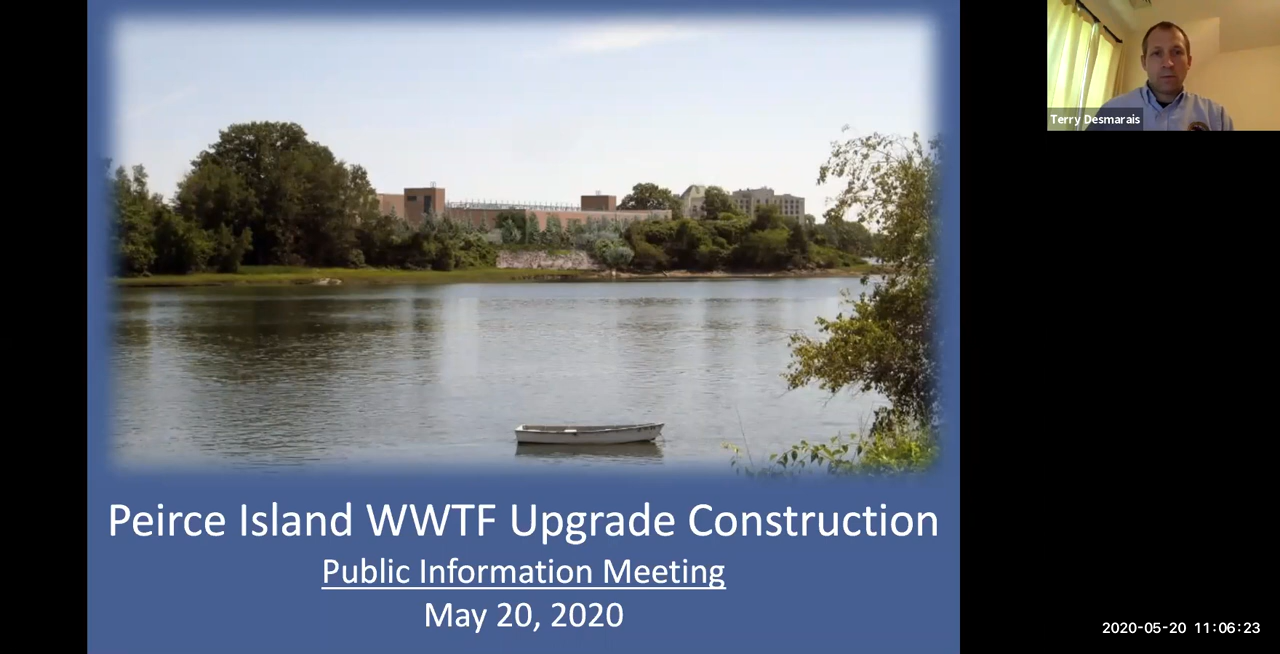 Terry Desmarais
Peirce Island WWTF Upgrade Construction
Public Information Meeting
May 20, 2020
2020-05-20 11:06:23